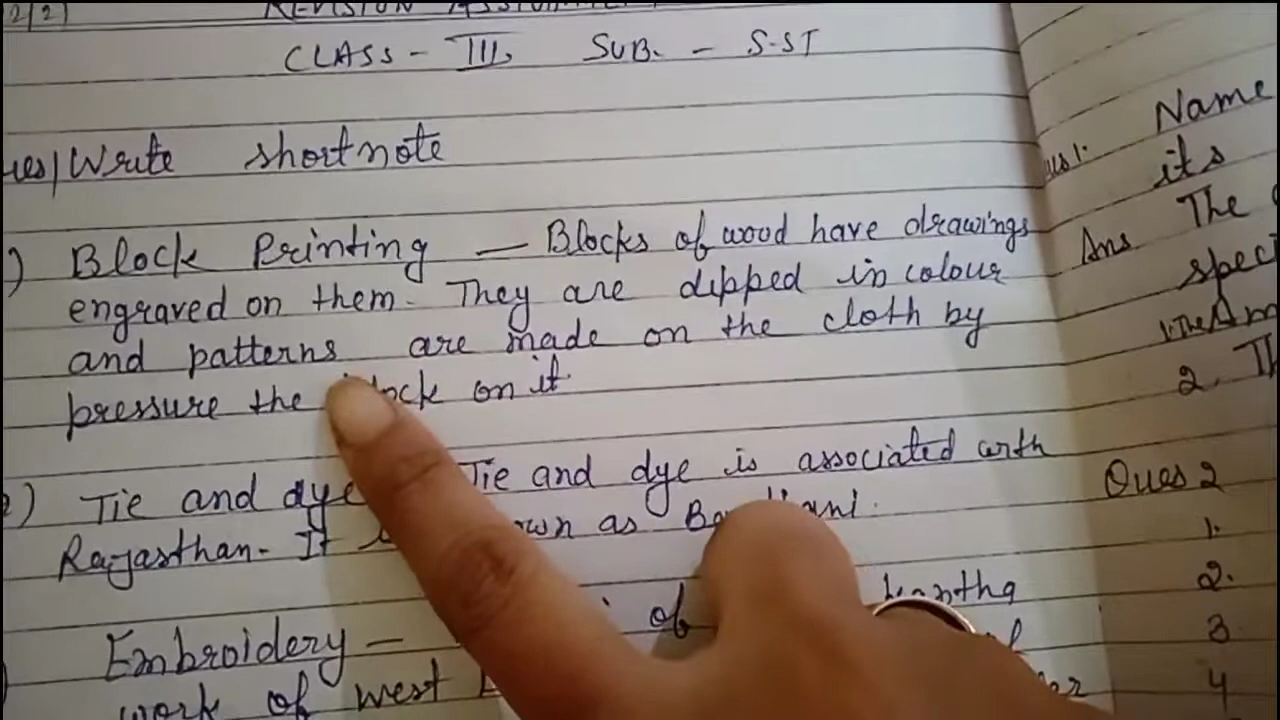 REVISION
CLASS - III, SUB. - S.ST
Write shortnote
Block Printing — Blocks of wood have drawings
engraved on them. They are dipped in colour
and patterns are made on the cloth by
pressure the on it.
Tie and dye Tie and dye is associated with
Rajasthan. It as
Embroidery — of
work of west
Name
its
Ans The
Ques 2
1.
2.
3
4